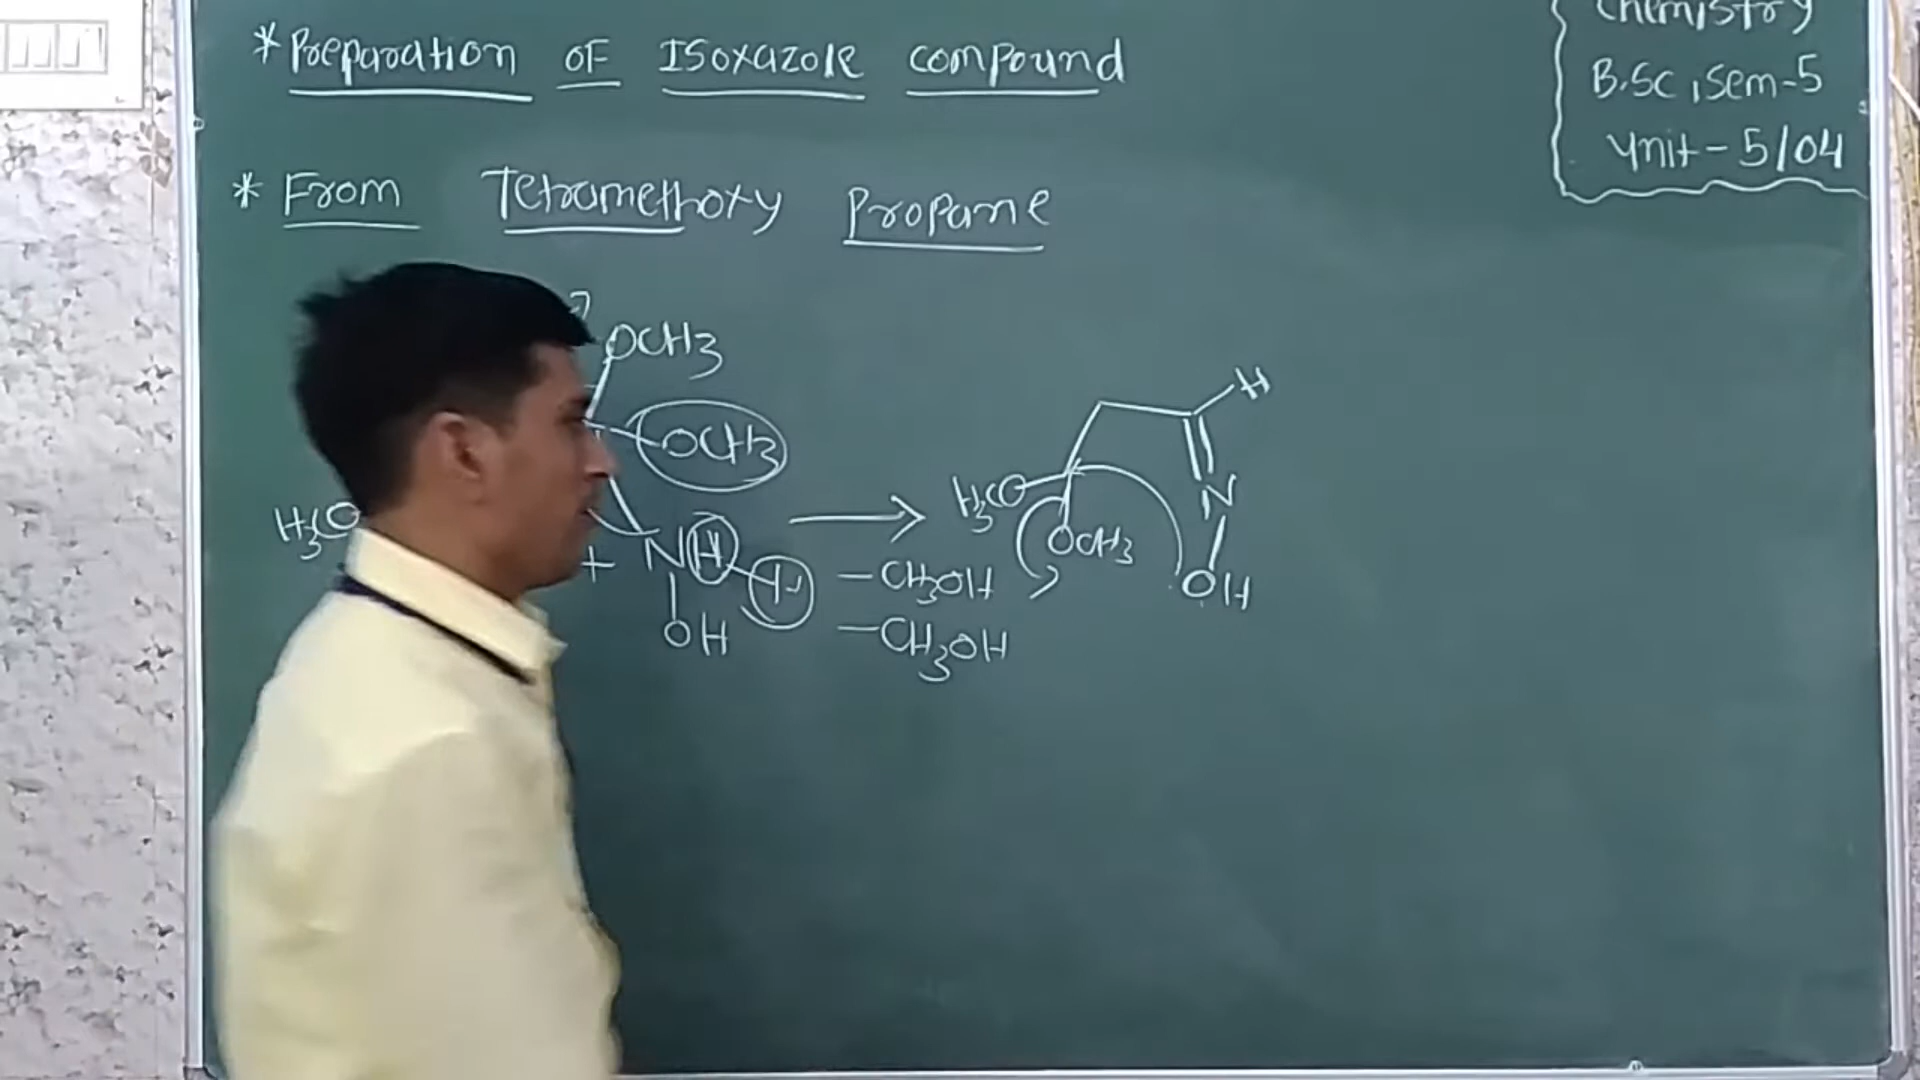 * Preparation OF Isoxazole compound
Chemistry
B.Sc, Sem-5
Unit - 5/04
* From Tetramethoxy Propane
OCH3
H
OCH3
H3CO
N
H3CO
+ NH-H
OCH3
-CH3OH
OH
OH
-CH3OH